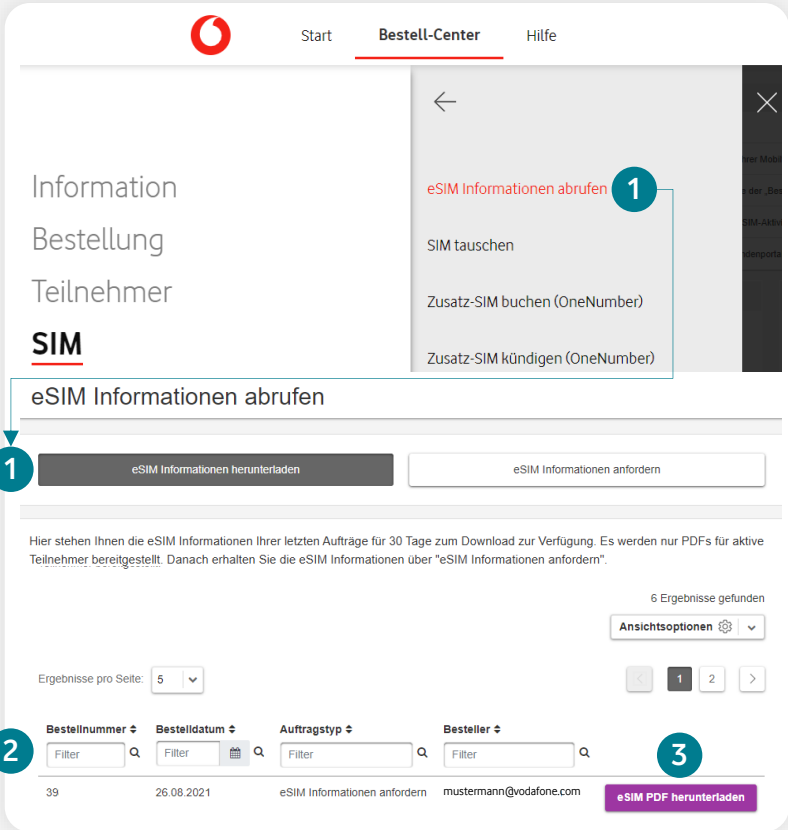 Start Bestell-Center Hilfe
Information
Bestellung
Teilnehmer
SIM
eSIM Informationen abrufen 1
SIM tauschen
Zusatz-SIM buchen (OneNumber)
Zusatz-SIM kündigen (OneNumber)
eSIM Informationen abrufen
1 eSIM Informationen herunterladen eSIM Informationen anfordern
Hier stehen Ihnen die eSIM Informationen Ihrer letzten Aufträge für 30 Tage zum Download zur Verfügung. Es werden nur PDFs für aktive
Teilnehmer bereitgestellt. Danach erhalten Sie die eSIM Informationen über "eSIM Informationen anfordern".
6 Ergebnisse gefunden
Ansichtsoptionen
Ergebnisse pro Seite: 5 1 2
Bestellnummer Bestelldatum Auftragstyp Besteller
2 Filter Filter Filter Filter 3
39 26.08.2021 eSIM Informationen anfordern mustermann@vodafone.com eSIM PDF herunterladen